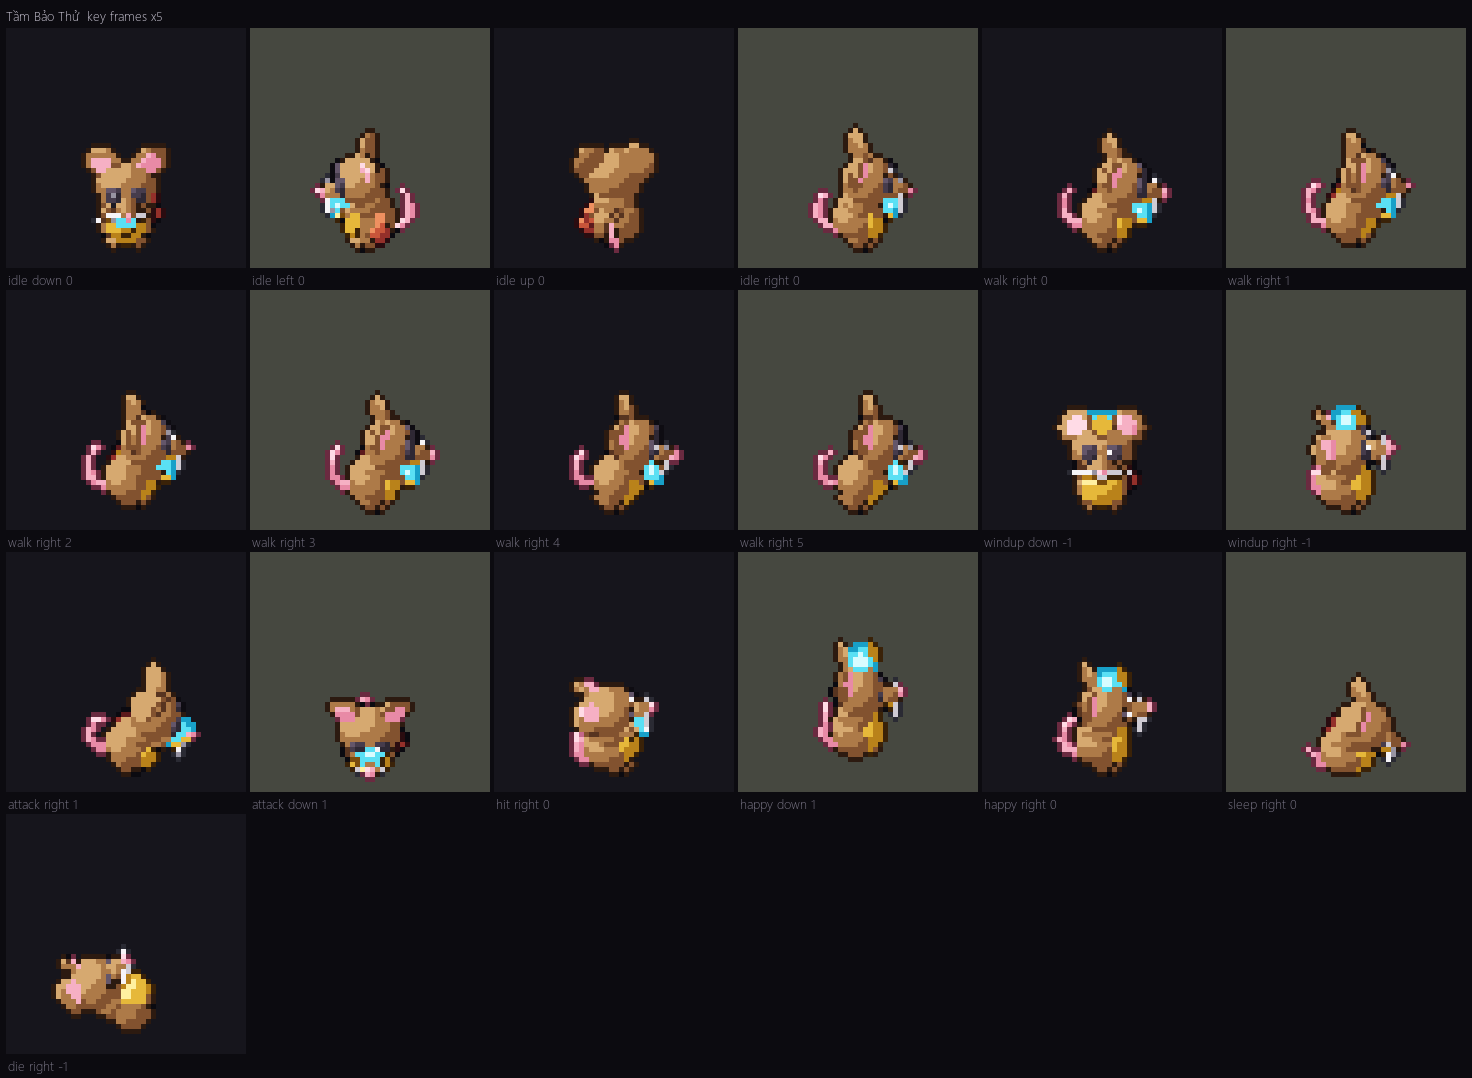 Tầm Bảo Thử key frames x5
idle down 0
idle left 0
idle up 0
idle right 0
walk right 0
walk right 1
walk right 2
walk right 3
walk right 4
walk right 5
windup down -1
windup right -1
attack right 1
attack down 1
hit right 0
happy down 1
happy right 0
sleep right 0
die right -1